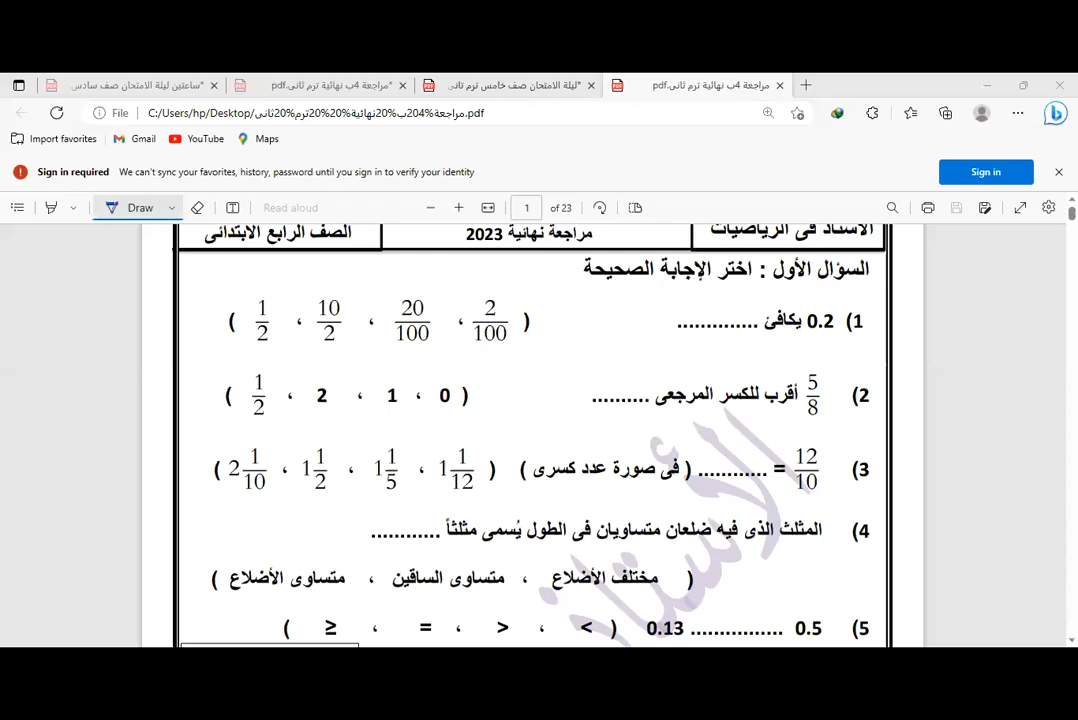 ساعتين ليلة الامتحان صف سادس*
مراجعة 4ب نهائية ترم ثانى.pdf*
ليلة الامتحان صف خامس ترم ثانى*
مراجعة 4ب نهائية ترم ثانى.pdf
File C:/Users/hp/Desktop/مراجعة%204ب%20نهائية%20%20ترم%20ثانى.pdf
Import favorites Gmail YouTube Maps
Sign in required We can't sync your favorites, history, password until you sign in to verify your identity Sign in
Draw Read aloud 1 of 23
الاستاذ فى الرياضيات مراجعة نهائية 2023 الصف الرابع الابتدائى
السؤال الأول : اختر الإجابة الصحيحة
1) 0.2 يكافئ .............. ( 2/100 ، 20/100 ، 10/2 ، 1/2 )
2) 5/8 أقرب للكسر المرجعى .......... ( 0 ، 1 ، 2 ، 1/2 )
3) 12/10 = ............ ( فى صورة عدد كسرى ) ( 1 1/12 ، 1 1/5 ، 1 1/2 ، 2 1/10 )
4) المثلث الذى فيه ضلعان متساويان فى الطول يُسمى مثلثاً ............
( مختلف الأضلاع ، متساوى الساقين ، متساوى الأضلاع )
5) 0.5 ................ 0.13 ( < ، > ، = ، ≥ )
الأستاذ